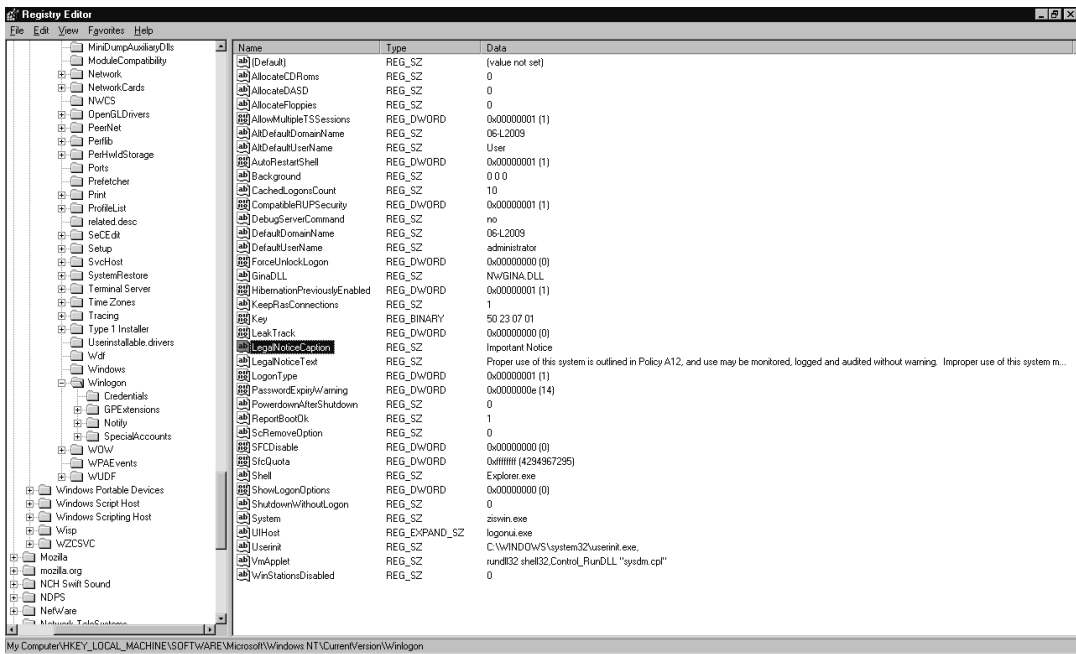 Registry Editor
File Edit View Favorites Help
MiniDumpAuxiliaryDlls
ModuleCompatibility
Network
NetworkCards
NWCS
OpenGLDrivers
PeerNet
Perflib
PerHwIdStorage
Ports
Prefetcher
Print
ProfileList
related.desc
SeCEdit
Setup
SvcHost
SystemRestore
Terminal Server
Time Zones
Tracing
Type 1 Installer
Userinstallable.drivers
Wdf
Windows
Winlogon
Credentials
GPExtensions
Notify
SpecialAccounts
WOW
WPAEvents
WUDF
Windows Portable Devices
Windows Script Host
Windows Scripting Host
Wisp
WZCSVC
Mozilla
mozilla.org
NCH Swift Sound
NDPS
NetWare
Network TeleSystems
Name Type Data
(Default) REG_SZ (value not set)
AllocateCDRoms REG_SZ 0
AllocateDASD REG_SZ 0
AllocateFloppies REG_SZ 0
AllowMultipleTSSessions REG_DWORD 0x00000001 (1)
AltDefaultDomainName REG_SZ 06-L2009
AltDefaultUserName REG_SZ User
AutoRestartShell REG_DWORD 0x00000001 (1)
Background REG_SZ 0 0 0
CachedLogonsCount REG_SZ 10
CompatibleRUPSecurity REG_DWORD 0x00000001 (1)
DebugServerCommand REG_SZ no
DefaultDomainName REG_SZ 06-L2009
DefaultUserName REG_SZ administrator
ForceUnlockLogon REG_DWORD 0x00000000 (0)
GinaDLL REG_SZ NWGINA.DLL
HibernationPreviouslyEnabled REG_DWORD 0x00000001 (1)
KeepRasConnections REG_SZ 1
Key REG_BINARY 50 23 07 01
LeakTrack REG_DWORD 0x00000000 (0)
LegalNoticeCaption REG_SZ Important Notice
LegalNoticeText REG_SZ Proper use of this system is outlined in Policy A12, and use may be monitored, logged and audited without warning. Improper use of this system m...
LogonType REG_DWORD 0x00000001 (1)
PasswordExpiryWarning REG_DWORD 0x0000000e (14)
PowerdownAfterShutdown REG_SZ 0
ReportBootOk REG_SZ 1
ScRemoveOption REG_SZ 0
SFCDisable REG_DWORD 0x00000000 (0)
SfcQuota REG_DWORD 0xffffffff (4294967295)
Shell REG_SZ Explorer.exe
ShowLogonOptions REG_DWORD 0x00000000 (0)
ShutdownWithoutLogon REG_SZ 0
System REG_SZ ziswin.exe
UIHost REG_EXPAND_SZ logonui.exe
Userinit REG_SZ C:\WINDOWS\system32\userinit.exe,
VmApplet REG_SZ rundll32 shell32,Control_RunDLL "sysdm.cpl"
WinStationsDisabled REG_SZ 0
My Computer\HKEY_LOCAL_MACHINE\SOFTWARE\Microsoft\Windows NT\CurrentVersion\Winlogon